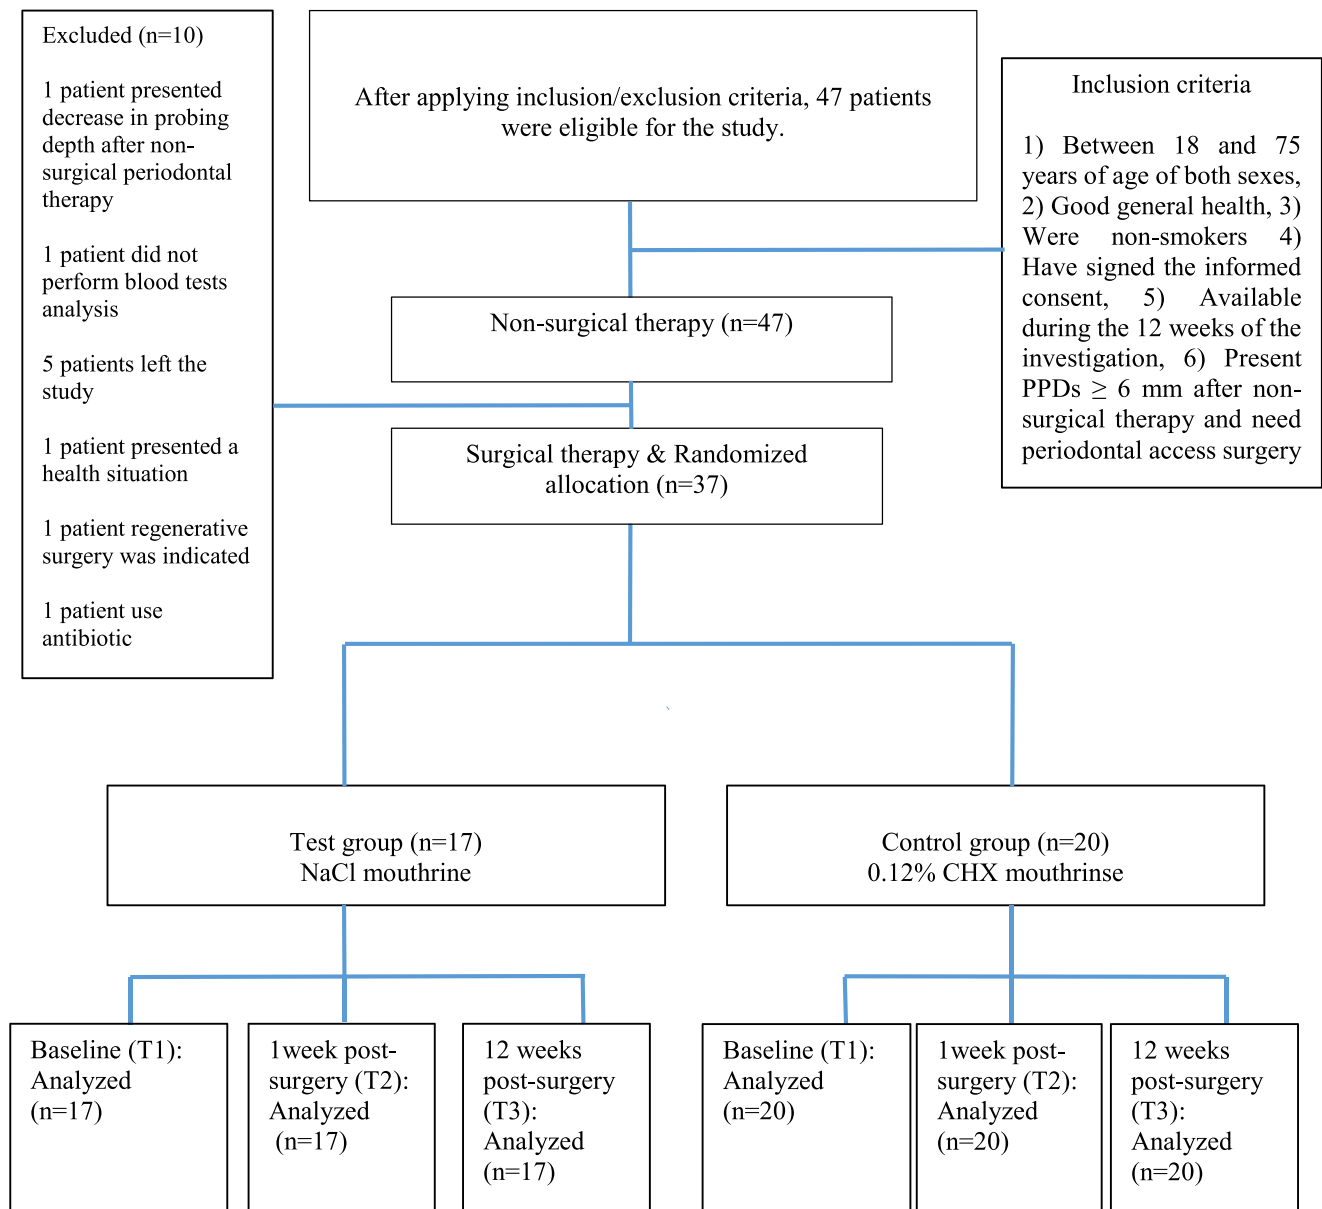 Excluded (n=10)
1 patient presented
decrease in probing
depth after non-
surgical periodontal
therapy
1 patient did not
perform blood tests
analysis
5 patients left the
study
1 patient presented a
health situation
1 patient regenerative
surgery was indicated
1 patient use
antibiotic
After applying inclusion/exclusion criteria, 47 patients
were eligible for the study.
Inclusion criteria
1) Between 18 and 75
years of age of both sexes,
2) Good general health, 3)
Were non-smokers 4)
Have signed the informed
consent, 5) Available
during the 12 weeks of the
investigation, 6) Present
PPDs ≥ 6 mm after non-
surgical therapy and need
periodontal access surgery
Non-surgical therapy (n=47)
Surgical therapy & Randomized
allocation (n=37)
Test group (n=17)
NaCl mouthrine
Control group (n=20)
0.12% CHX mouthrinse
Baseline (T1):
Analyzed
(n=17)
1week post-
surgery (T2):
Analyzed
(n=17)
12 weeks
post-surgery
(T3):
Analyzed
(n=17)
Baseline (T1):
Analyzed
(n=20)
1week post-
surgery (T2):
Analyzed
(n=20)
12 weeks
post-surgery
(T3):
Analyzed
(n=20)